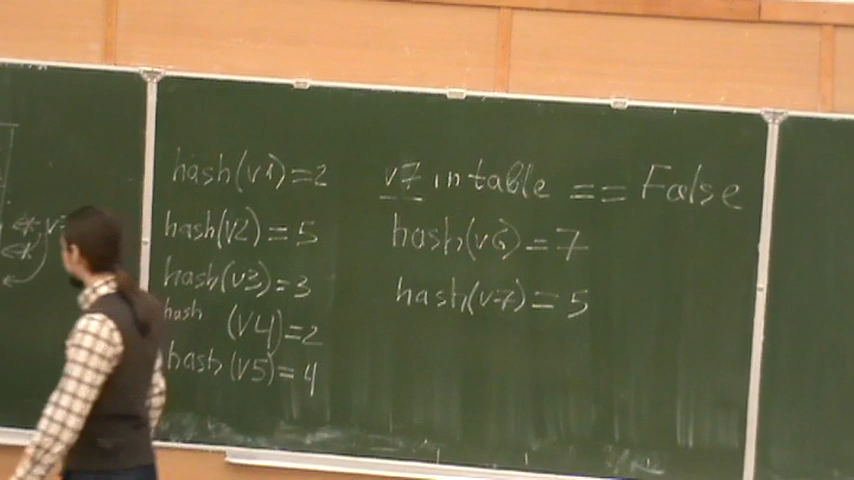 hash(v1)=2
hash(v2)=5
hash(v3)=3
hash (v4)=2
hash(v5)=4
v7 in table == False
hash(v6)=7
hash(v7)=5